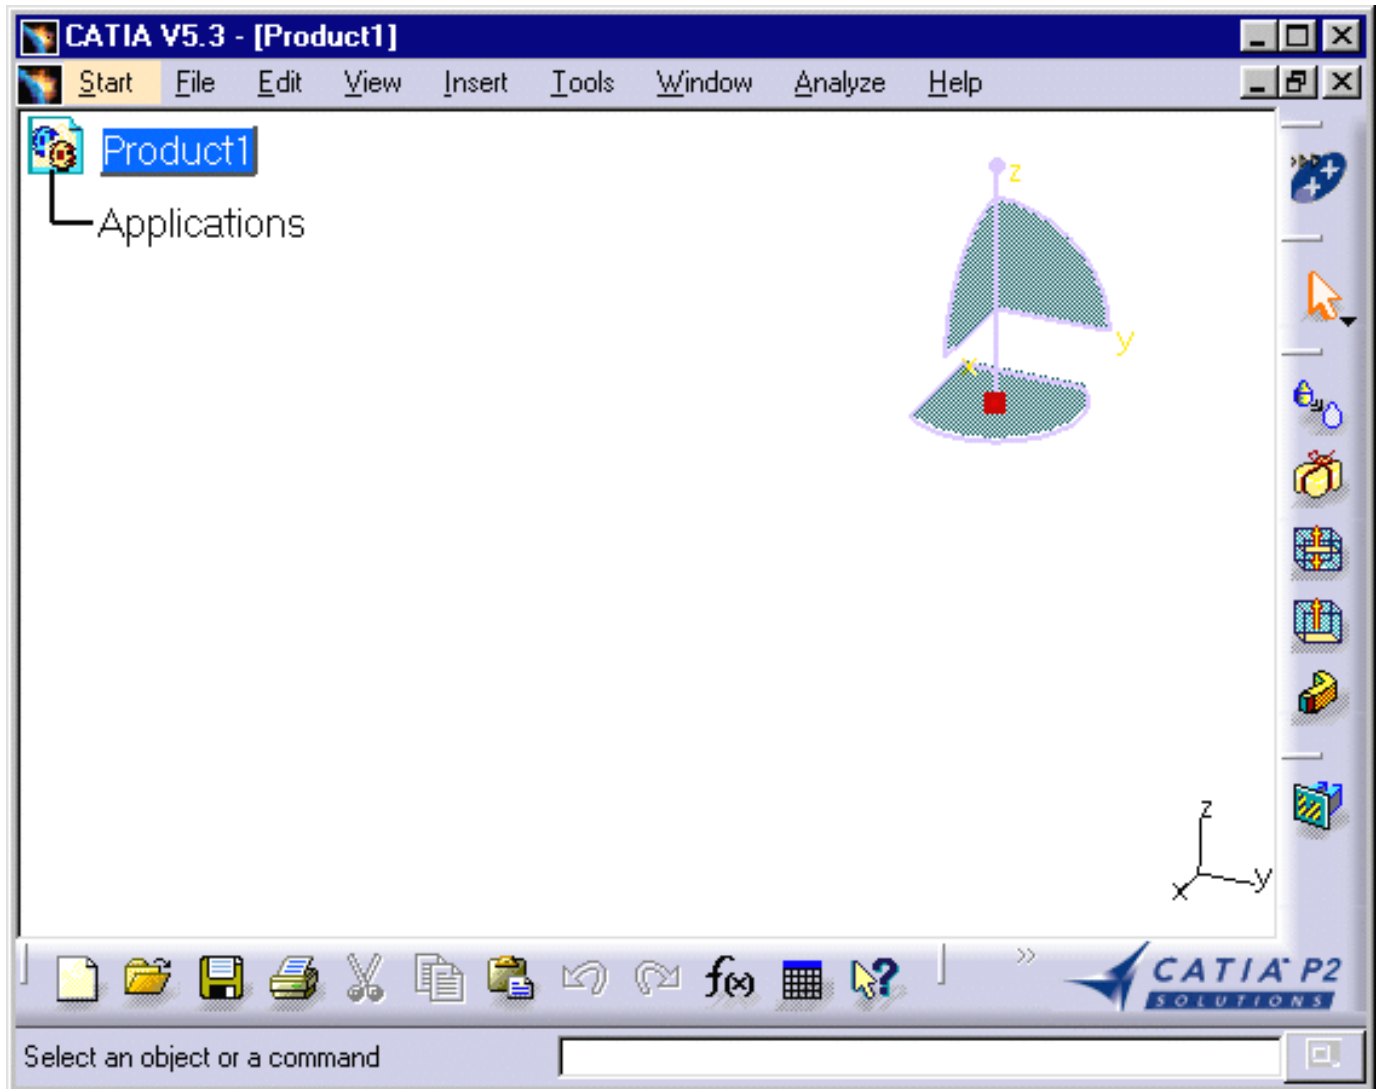 CATIA V5.3 - [Product1]
Start File Edit View Insert Tools Window Analyze Help
Product1
Applications
z
y
x
z
y
x
f(x)
CATIA P2
SOLUTIONS
Select an object or a command